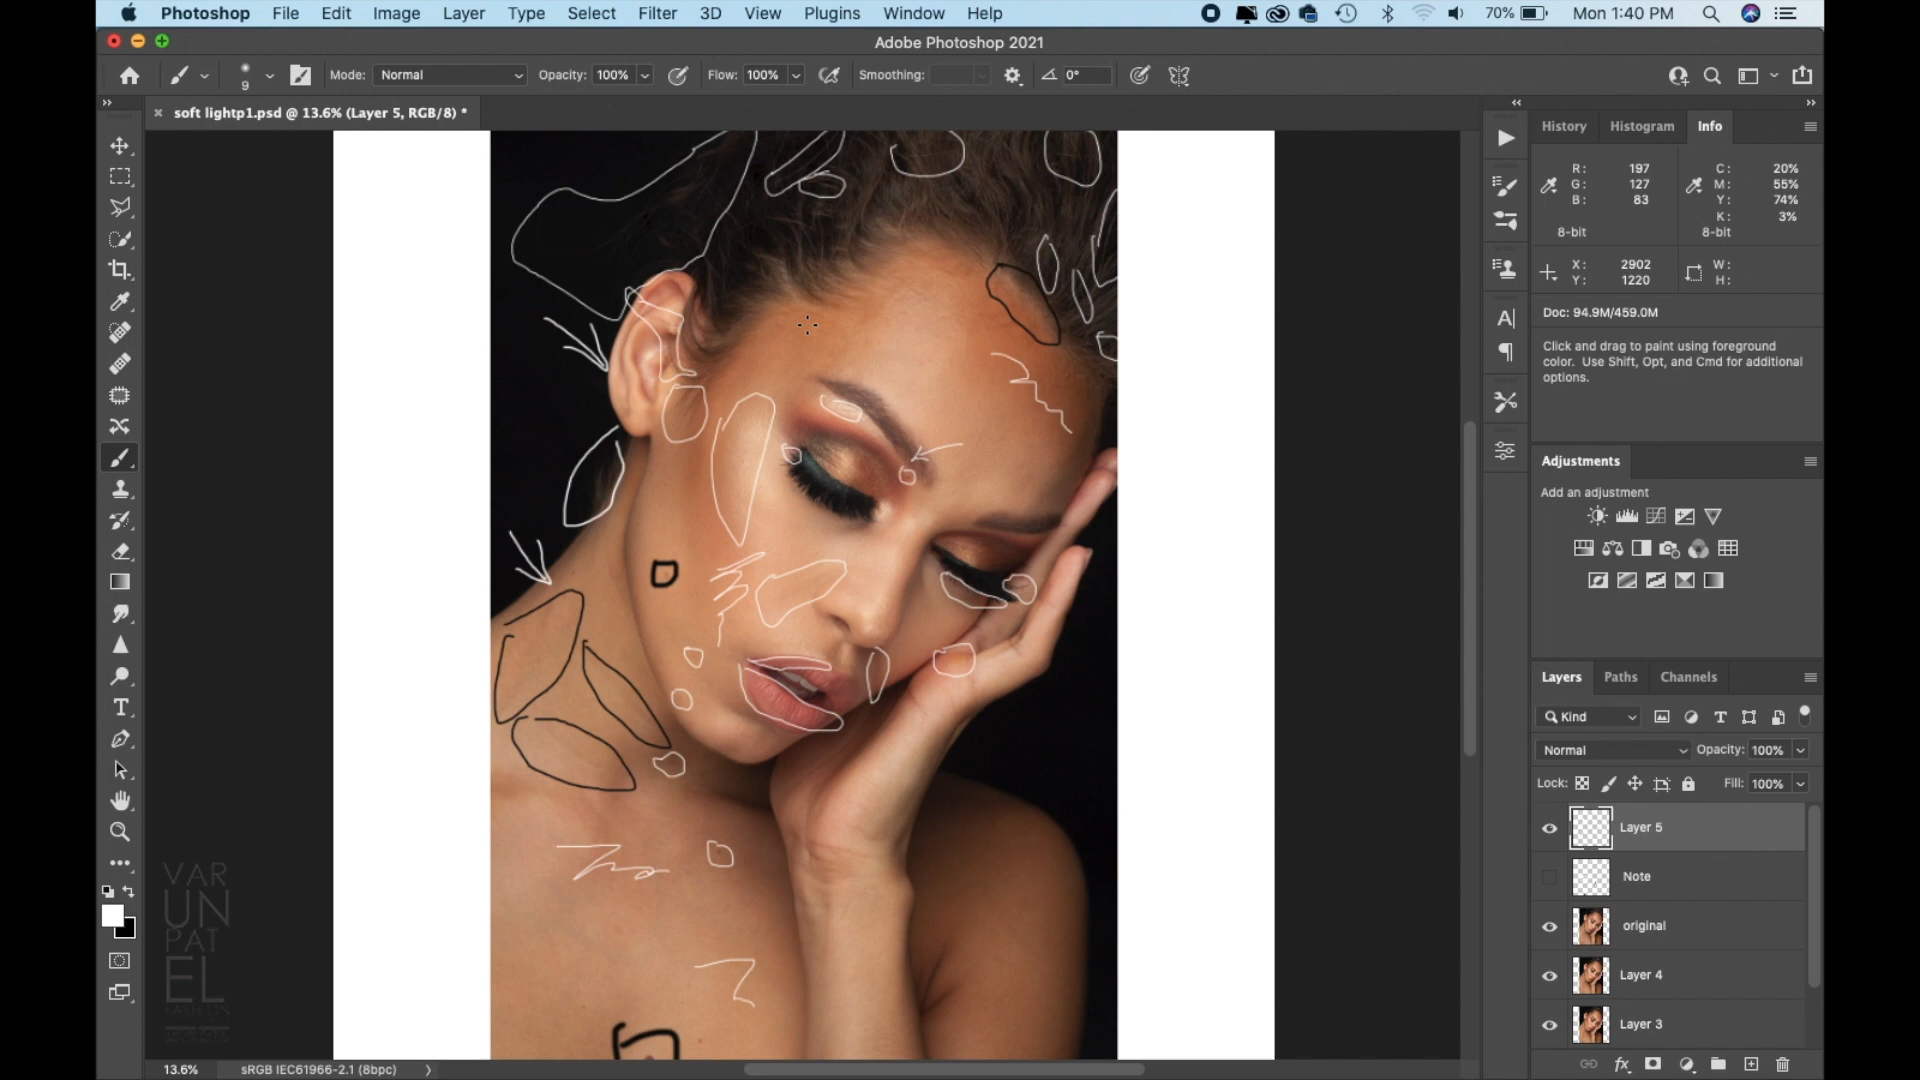 Photoshop File Edit Image Layer Type Select Filter 3D View Plugins Window Help 70% Mon 1:40 PM
Adobe Photoshop 2021
9 Mode: Normal Opacity: 100% Flow: 100% Smoothing: 0°
soft lightp1.psd @ 13.6% (Layer 5, RGB/8) *
History Histogram Info
R: 197 C: 20%
G: 127 M: 55%
B: 83 Y: 74%
K: 3%
8-bit 8-bit
X: 2902 W:
Y: 1220 H:
Doc: 94.9M/459.0M
Click and drag to paint using foreground
color. Use Shift, Opt, and Cmd for additional
options.
Adjustments
Add an adjustment
Layers Paths Channels
Kind
Normal Opacity: 100%
Lock: Fill: 100%
Layer 5
Note
original
Layer 4
Layer 3
VAR
UN
PAT
EL
FASHION
13.6% sRGB IEC61966-2.1 (8bpc)